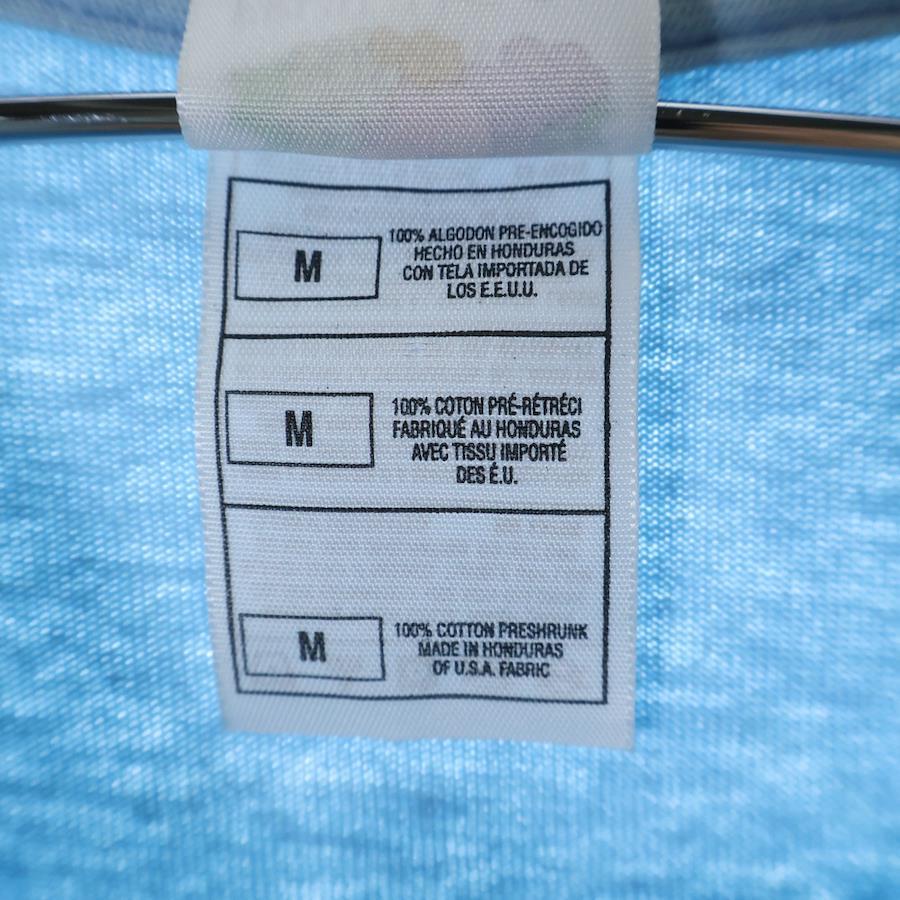 M
100% ALGODON PRE-ENCOGIDO
HECHO EN HONDURAS
CON TELA IMPORTADA DE
LOS E.E.U.U.
M
100% COTON PRÉ-RÉTRÉCI
FABRIQUÉ AU HONDURAS
AVEC TISSU IMPORTÉ
DES É.U.
M
100% COTTON PRESHRUNK
MADE IN HONDURAS
OF U.S.A. FABRIC